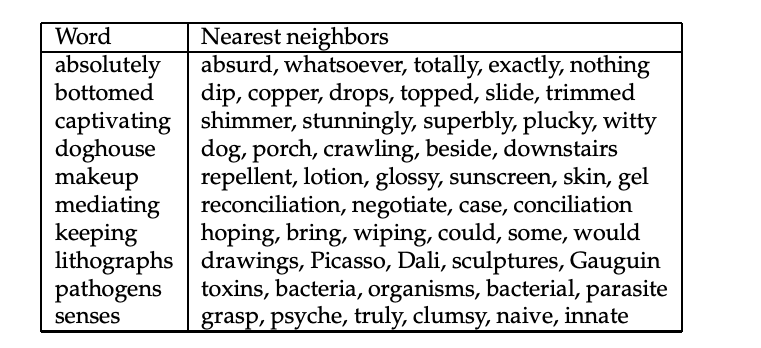 Word Nearest neighbors
absolutely absurd, whatsoever, totally, exactly, nothing
bottomed dip, copper, drops, topped, slide, trimmed
captivating shimmer, stunningly, superbly, plucky, witty
doghouse dog, porch, crawling, beside, downstairs
makeup repellent, lotion, glossy, sunscreen, skin, gel
mediating reconciliation, negotiate, case, conciliation
keeping hoping, bring, wiping, could, some, would
lithographs drawings, Picasso, Dali, sculptures, Gauguin
pathogens toxins, bacteria, organisms, bacterial, parasite
senses grasp, psyche, truly, clumsy, naive, innate